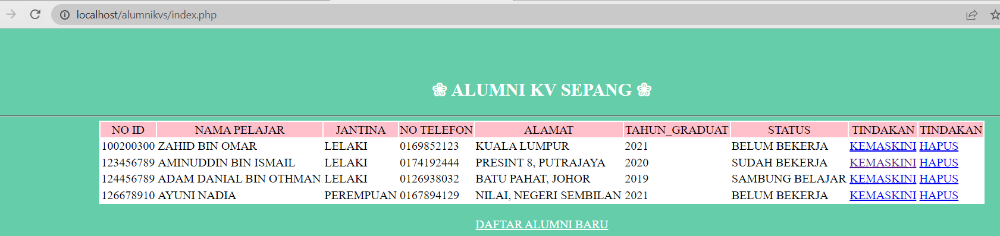 localhost/alumnikvs/index.php
❀ ALUMNI KV SEPANG ❀
NO ID NAMA PELAJAR JANTINA NO TELEFON ALAMAT TAHUN_GRADUAT STATUS TINDAKAN TINDAKAN
100200300 ZAHID BIN OMAR LELAKI 0169852123 KUALA LUMPUR 2021 BELUM BEKERJA KEMASKINI HAPUS
123456789 AMINUDDIN BIN ISMAIL LELAKI 0174192444 PRESINT 8, PUTRAJAYA 2020 SUDAH BEKERJA KEMASKINI HAPUS
124456789 ADAM DANIAL BIN OTHMAN LELAKI 0126938032 BATU PAHAT, JOHOR 2019 SAMBUNG BELAJAR KEMASKINI HAPUS
126678910 AYUNI NADIA PEREMPUAN 0167894129 NILAI, NEGERI SEMBILAN 2021 BELUM BEKERJA KEMASKINI HAPUS
DAFTAR ALUMNI BARU